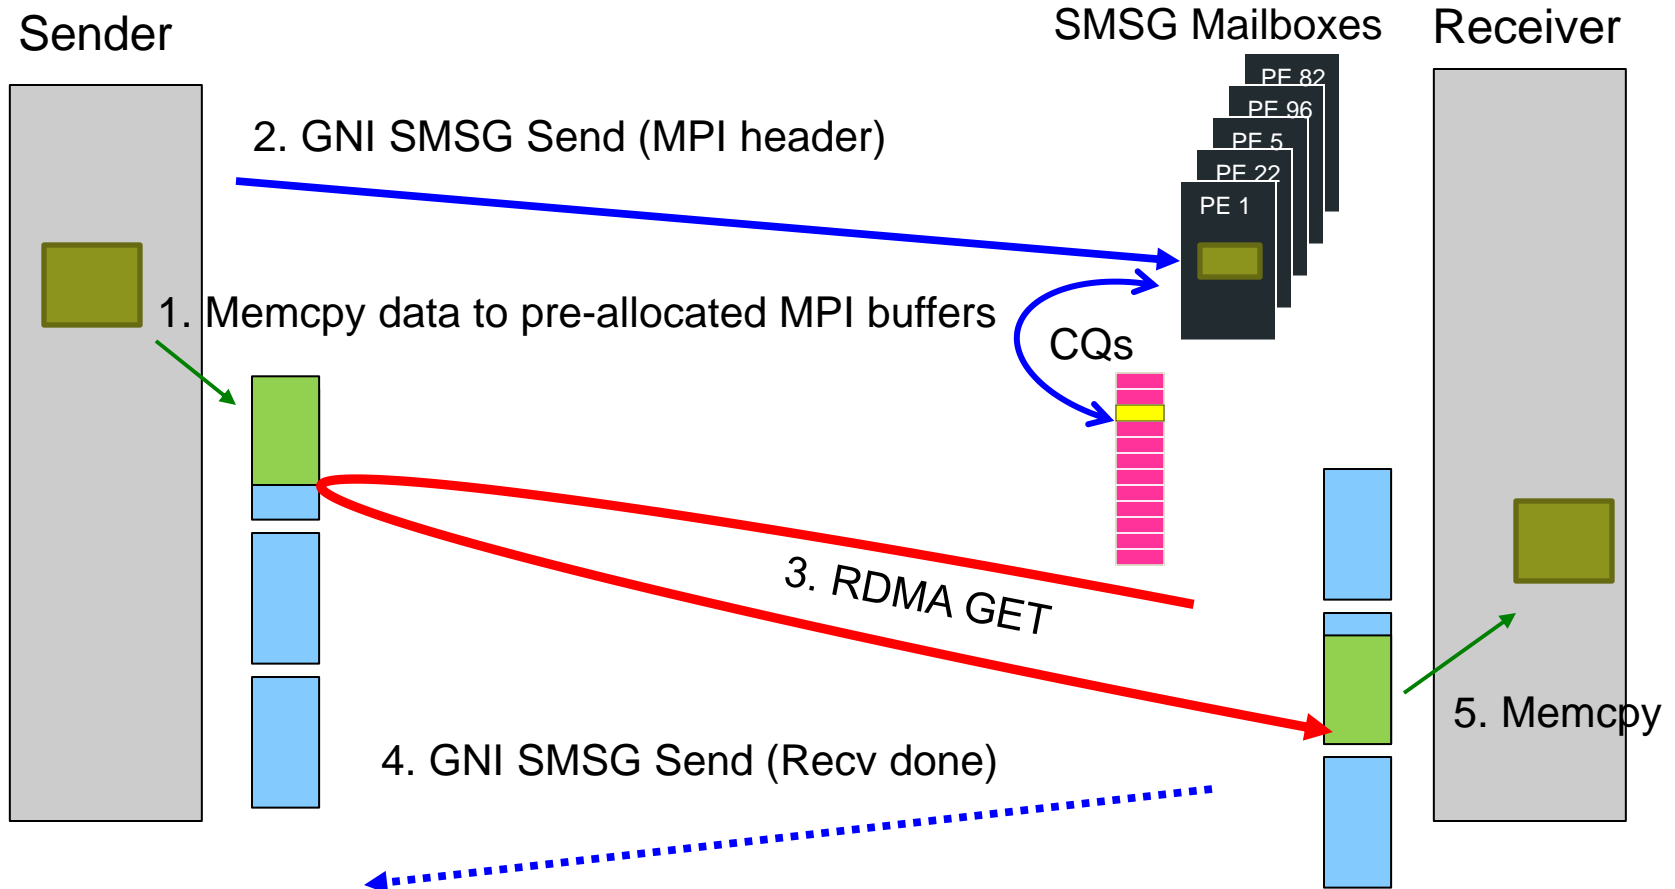 Sender
SMSG Mailboxes
Receiver
PE 82
PE 96
PE 5
PE 22
PE 1
2. GNI SMSG Send (MPI header)
1. Memcpy data to pre-allocated MPI buffers
CQs
3. RDMA GET
5. Memcpy
4. GNI SMSG Send (Recv done)